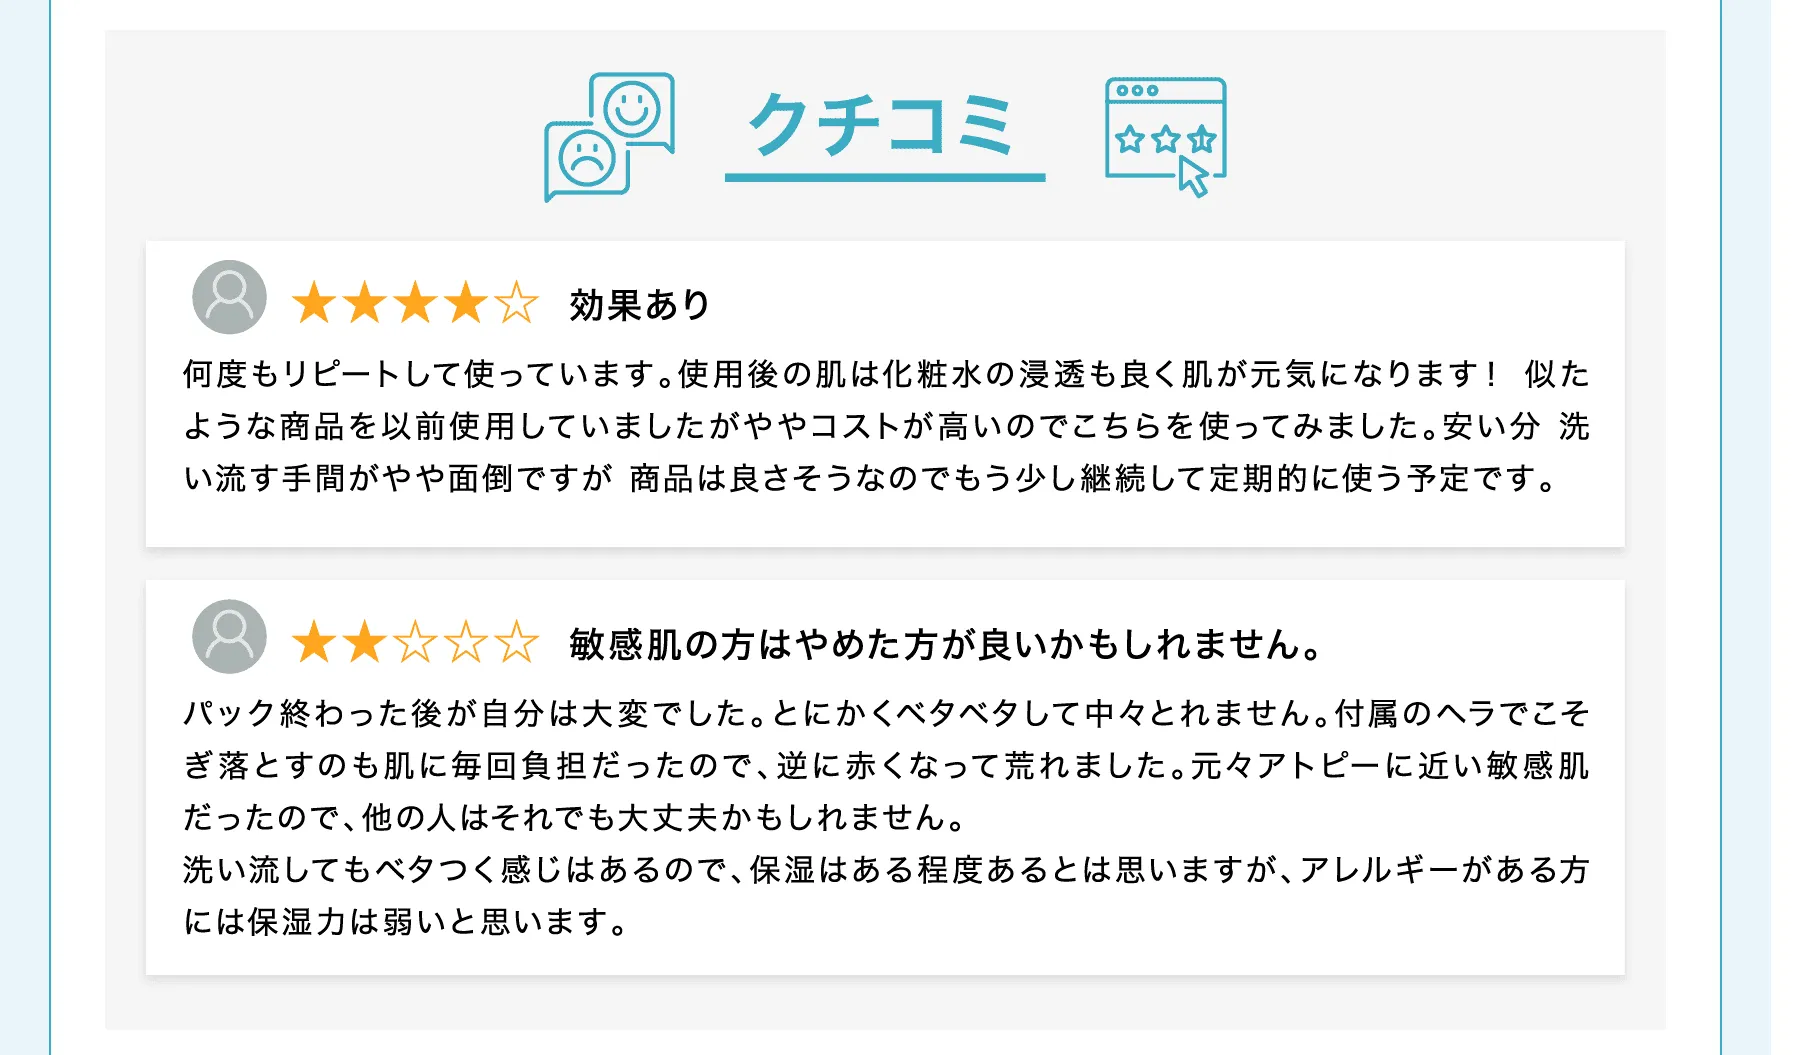 クチコミ
★★★★☆ 効果あり
何度もリピートして使っています。使用後の肌は化粧水の浸透も良く肌が元気になります！ 似た
ような商品を以前使用していましたがややコストが高いのでこちらを使ってみました。安い分 洗
い流す手間がやや面倒ですが 商品は良さそうなのでもう少し継続して定期的に使う予定です。
★★☆☆☆ 敏感肌の方はやめた方が良いかもしれません。
パック終わった後が自分は大変でした。とにかくベタベタして中々とれません。付属のヘラでこそ
ぎ落とすのも肌に毎回負担だったので、逆に赤くなって荒れました。元々アトピーに近い敏感肌
だったので、他の人はそれでも大丈夫かもしれません。
洗い流してもベタつく感じはあるので、保湿はある程度あるとは思いますが、アレルギーがある方
には保湿力は弱いと思います。